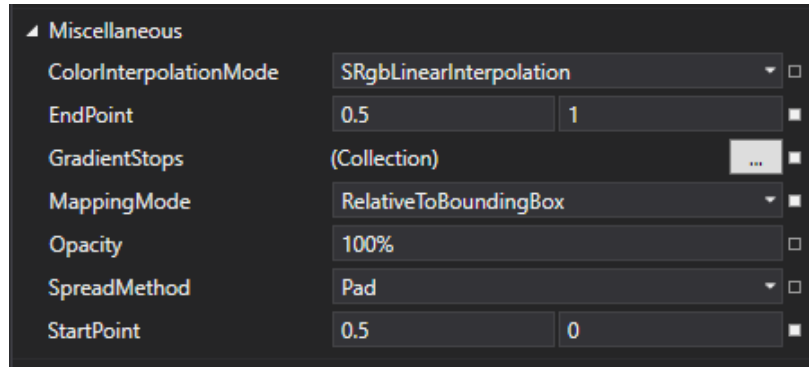 Miscellaneous
ColorInterpolationMode SRgbLinearInterpolation
EndPoint 0.5 1
GradientStops (Collection) ...
MappingMode RelativeToBoundingBox
Opacity 100%
SpreadMethod Pad
StartPoint 0.5 0